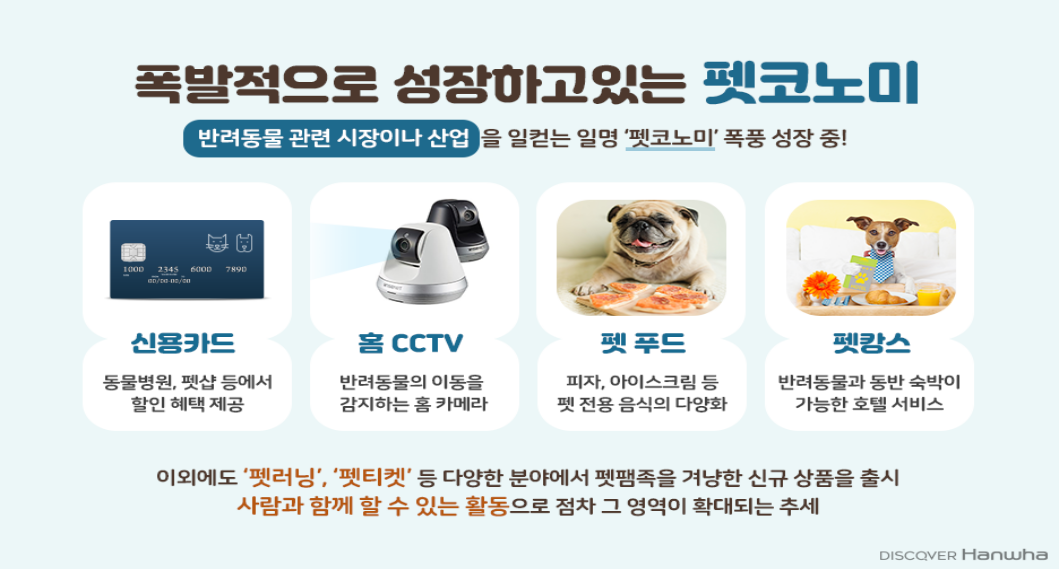 폭발적으로 성장하고있는 펫코노미
반려동물 관련 시장이나 산업을 일컫는 일명 '펫코노미' 폭풍 성장 중!
1000 2345 6000 7890
00/00-00/00
신용카드
동물병원, 펫샵 등에서
할인 혜택 제공
홈 CCTV
반려동물의 이동을
감지하는 홈 카메라
펫 푸드
피자, 아이스크림 등
펫 전용 음식의 다양화
펫캉스
반려동물과 동반 숙박이
가능한 호텔 서비스
이외에도 '펫러닝', '펫티켓' 등 다양한 분야에서 펫팸족을 겨냥한 신규 상품을 출시
사람과 함께 할 수 있는 활동으로 점차 그 영역이 확대되는 추세
DISCOVER Hanwha